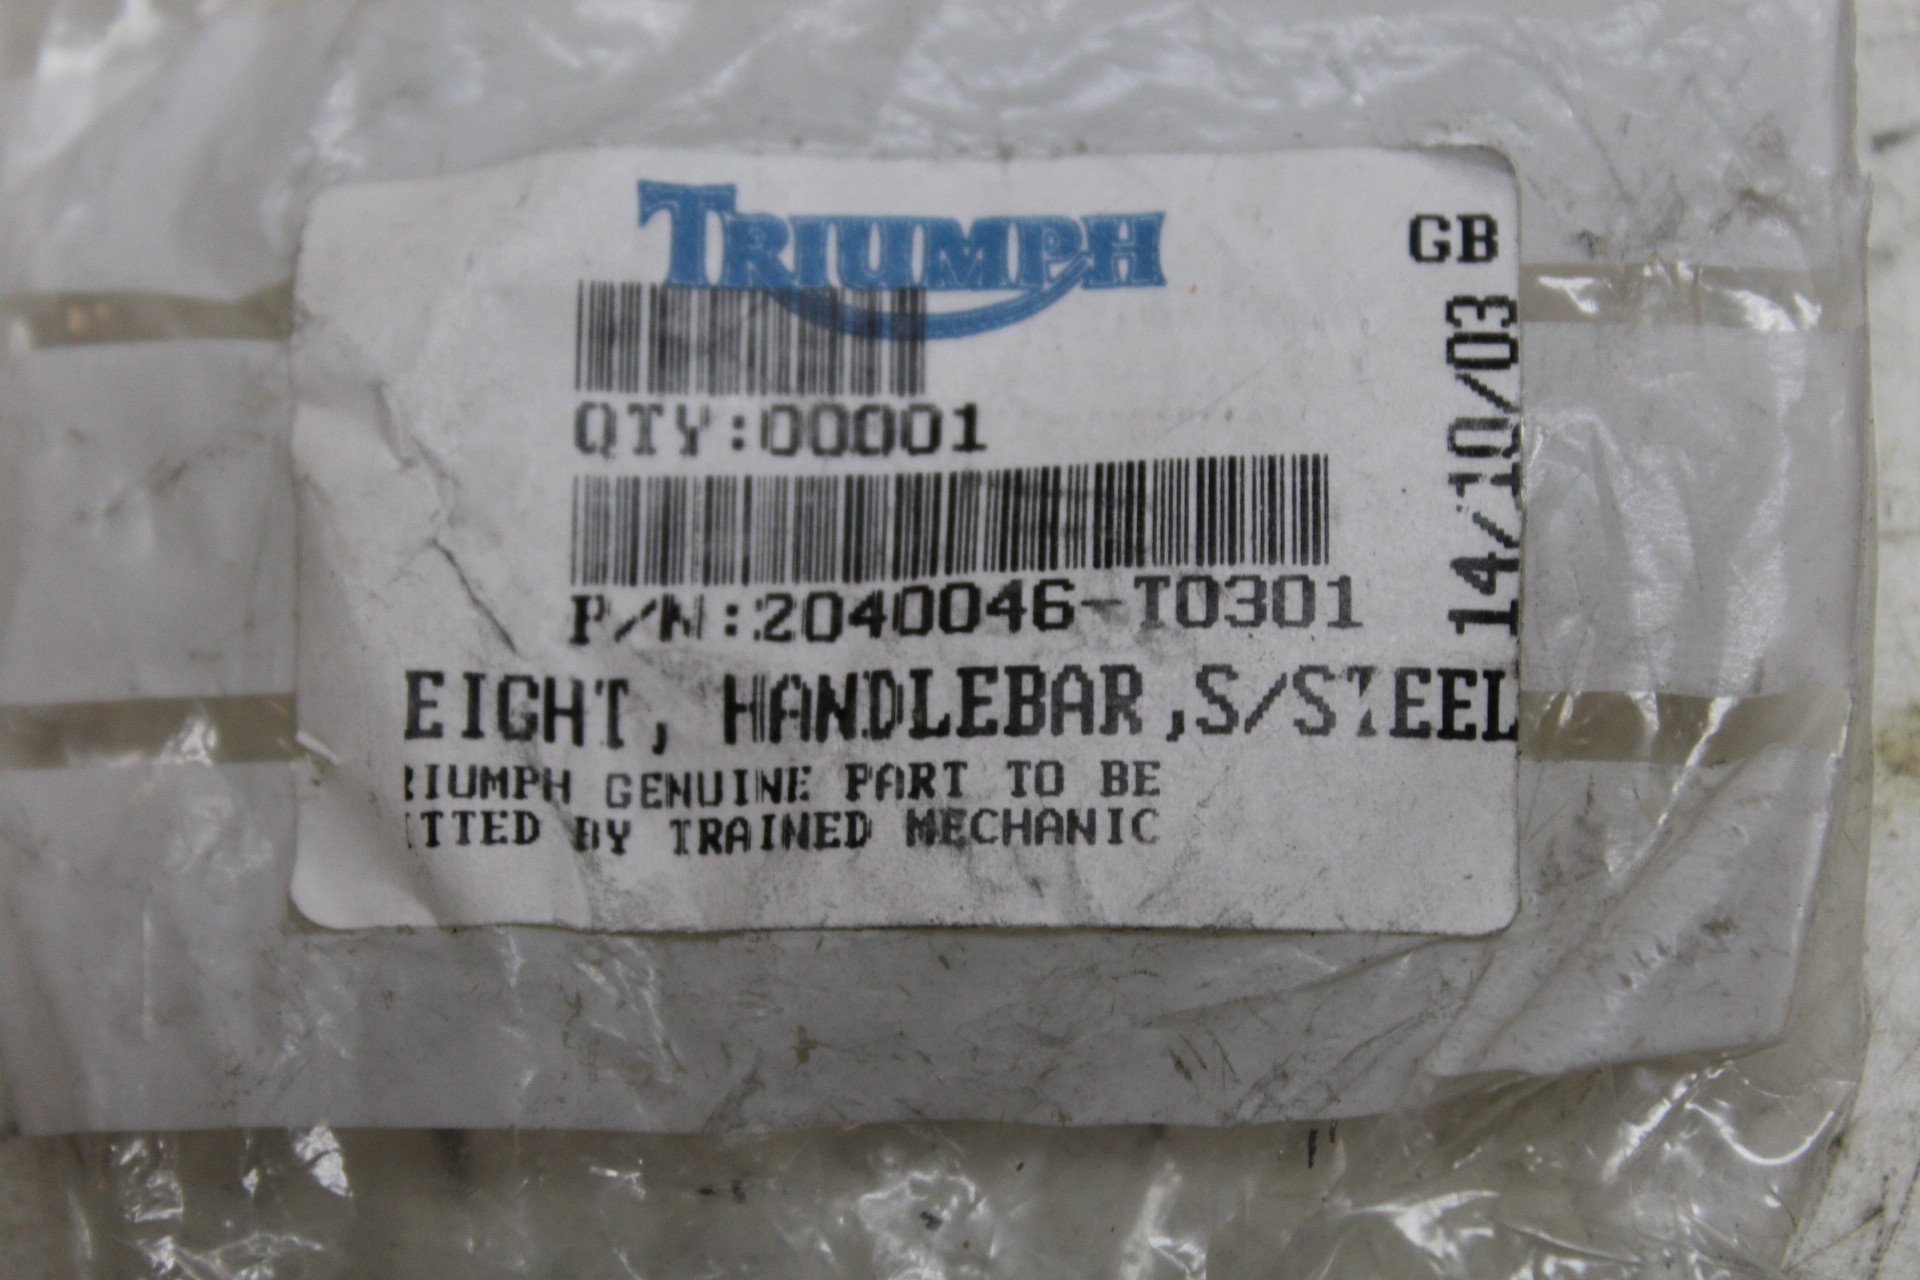 TRIUMPH
GB
14/10/03
QTY:00001
P/N:2040046-T0301
EIGHT, HANDLEBAR,S/STEEL
RIUMPH GENUINE PART TO BE
ITTED BY TRAINED MECHANIC